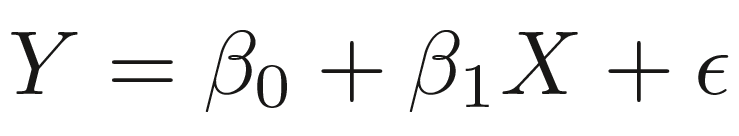 Y = β₀ + β₁X + ϵ